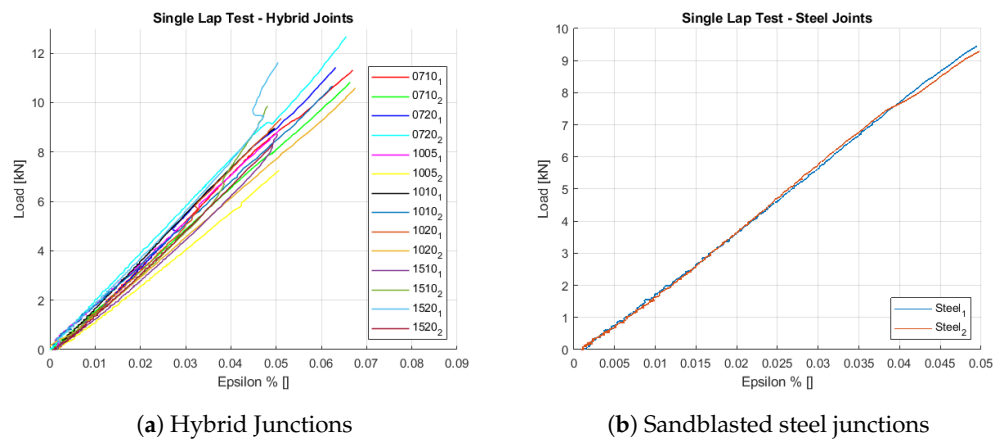 Single Lap Test - Hybrid Joints
Load [kN]
12
10
8
6
4
2
0
0 0.01 0.02 0.03 0.04 0.05 0.06 0.07 0.08 0.09
Epsilon % []
0710₁
0710₂
0720₁
0720₂
1005₁
1005₂
1010₁
1010₂
1020₁
1020₂
1510₁
1510₂
1520₁
1520₂
(a) Hybrid Junctions
Single Lap Test - Steel Joints
Load [kN]
10
9
8
7
6
5
4
3
2
1
0
0 0.005 0.01 0.015 0.02 0.025 0.03 0.035 0.04 0.045 0.05
Epsilon % []
Steel₁
Steel₂
(b) Sandblasted steel junctions